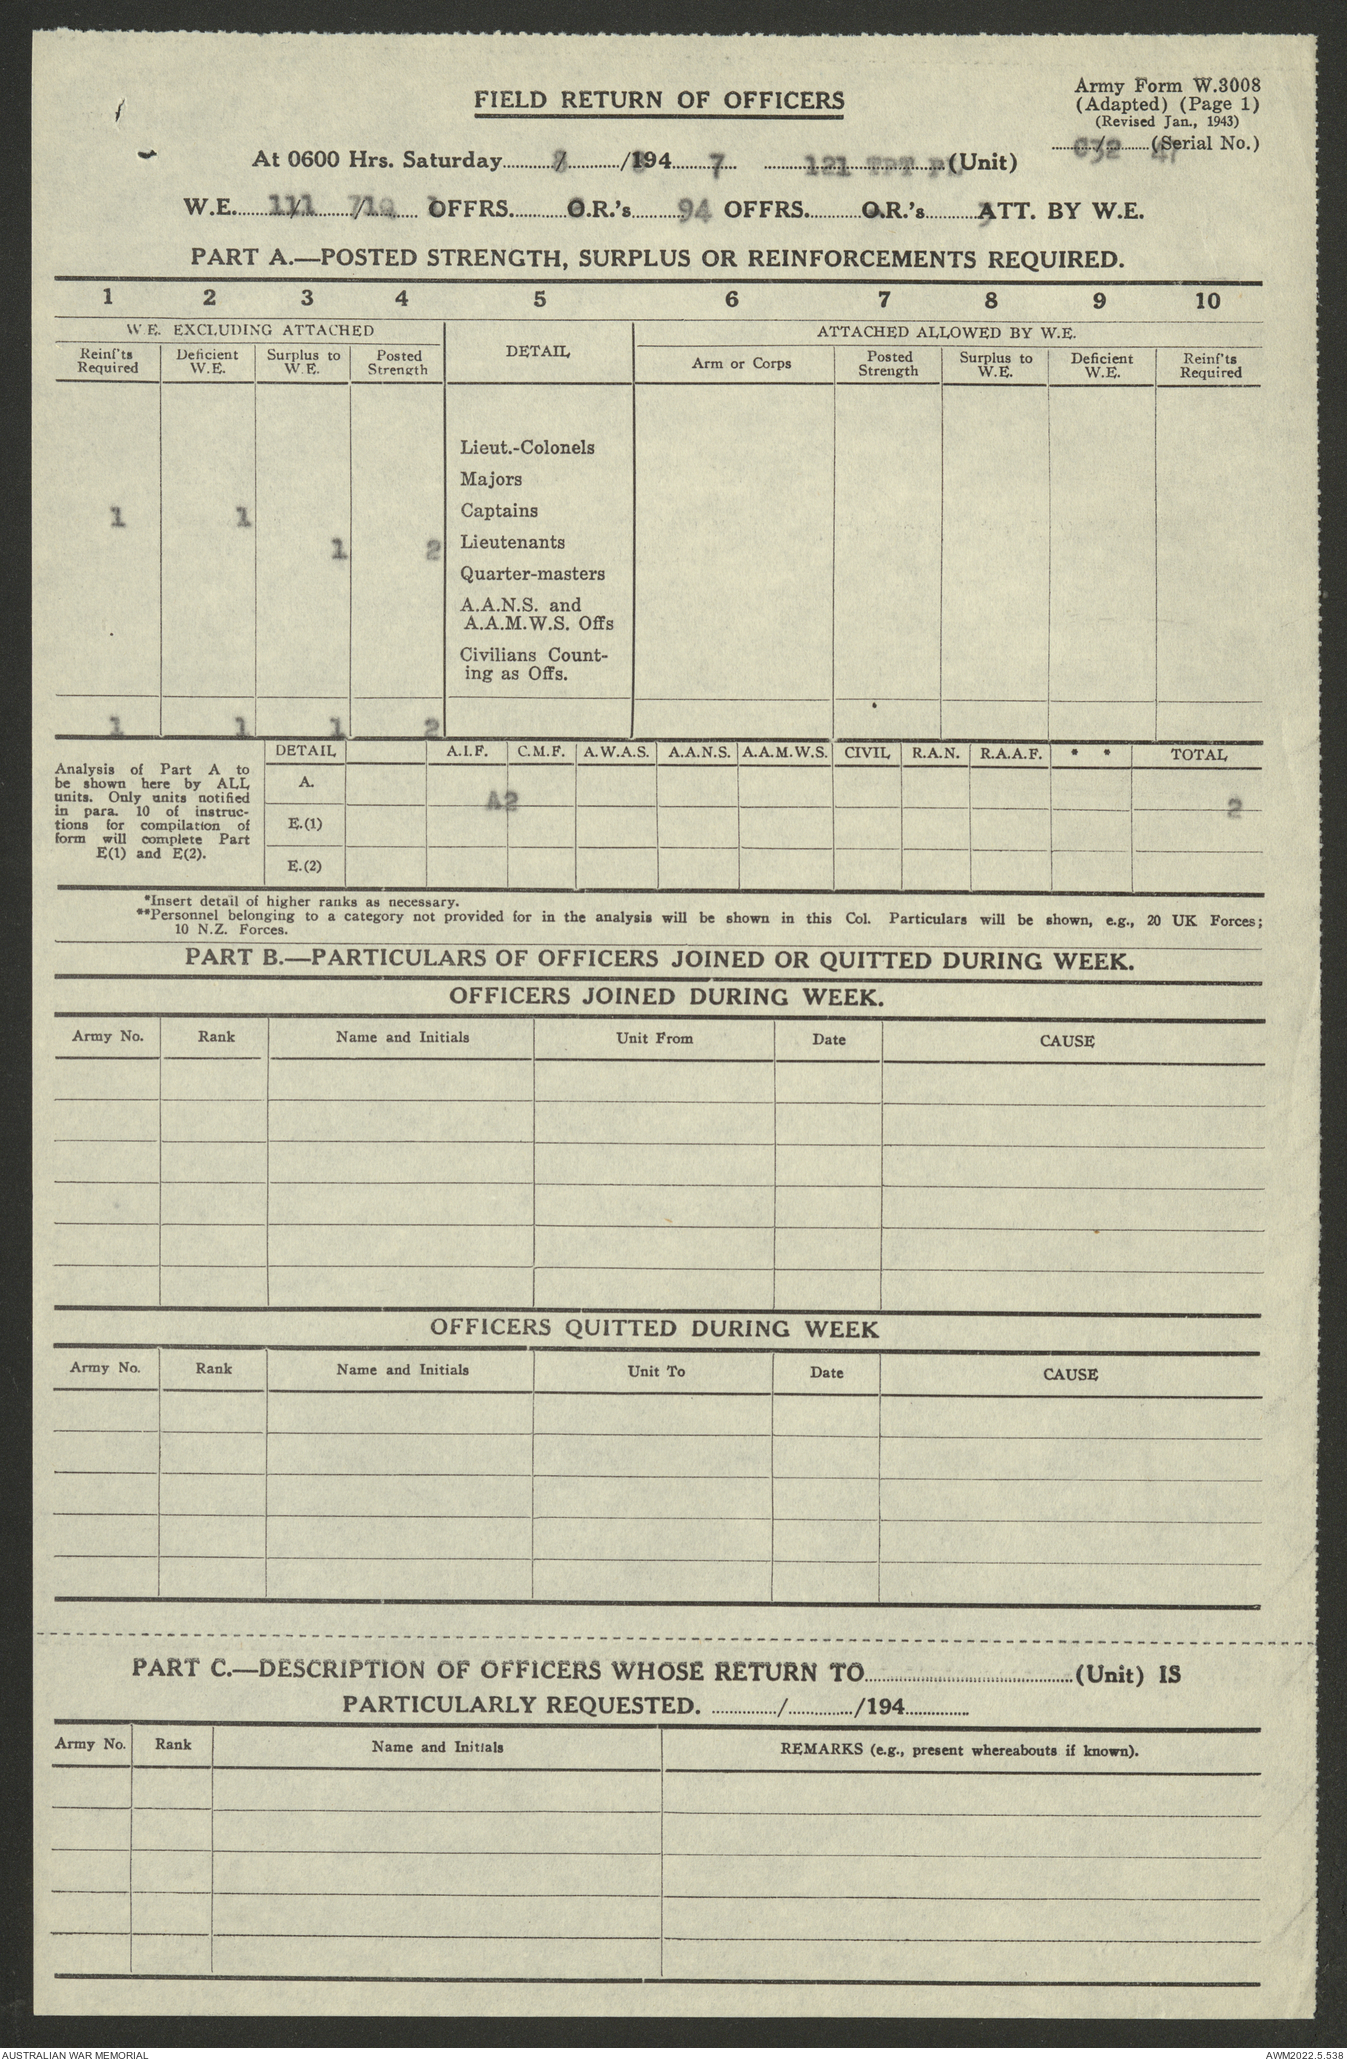 FIELD RETURN OF OFFICERS
Army Form W.3008
(Adapted) (Page 1)
(Revised Jan., 1943)
(Serial No.)
At 0600 Hrs. Saturday / /194 7 121 TPT (Unit)
W.E. 111 / OFFRS. O.R.'s 94 OFFRS. O.R.'s ATT. BY W.E.
PART A.—POSTED STRENGTH, SURPLUS OR REINFORCEMENTS REQUIRED.
1 2 3 4 5 6 7 8 9 10
W.E. EXCLUDING ATTACHED DETAIL ATTACHED ALLOWED BY W.E.
Reinf'ts Required Deficient W.E. Surplus to W.E. Posted Strength Arm or Corps Posted Strength Surplus to W.E. Deficient W.E. Reinf'ts Required
Lieut.-Colonels
Majors
1 1 Captains
1 2 Lieutenants
Quarter-masters
A.A.N.S. and
A.A.M.W.S. Offs
Civilians Count-
ing as Offs.
1 1 1 2
DETAIL A.I.F. C.M.F. A.W.A.S. A.A.N.S. A.A.M.W.S. CIVIL R.A.N. R.A.A.F. * * TOTAL
Analysis of Part A to
be shown here by ALL
units. Only units notified
in para. 10 of instruc-
tions for compilation of
form will complete Part
E(1) and E(2).
A.
A2 2
E.(1)
E.(2)
*Insert detail of higher ranks as necessary.
**Personnel belonging to a category not provided for in the analysis will be shown in this Col. Particulars will be shown, e.g., 20 UK Forces;
10 N.Z. Forces.
PART B.—PARTICULARS OF OFFICERS JOINED OR QUITTED DURING WEEK.
OFFICERS JOINED DURING WEEK.
Army No. Rank Name and Initials Unit From Date CAUSE
OFFICERS QUITTED DURING WEEK
Army No. Rank Name and Initials Unit To Date CAUSE
PART C.—DESCRIPTION OF OFFICERS WHOSE RETURN TO (Unit) IS
PARTICULARLY REQUESTED. / /194
Army No. Rank Name and Initials REMARKS (e.g., present whereabouts if known).
AUSTRALIAN WAR MEMORIAL AWM2022.5.538